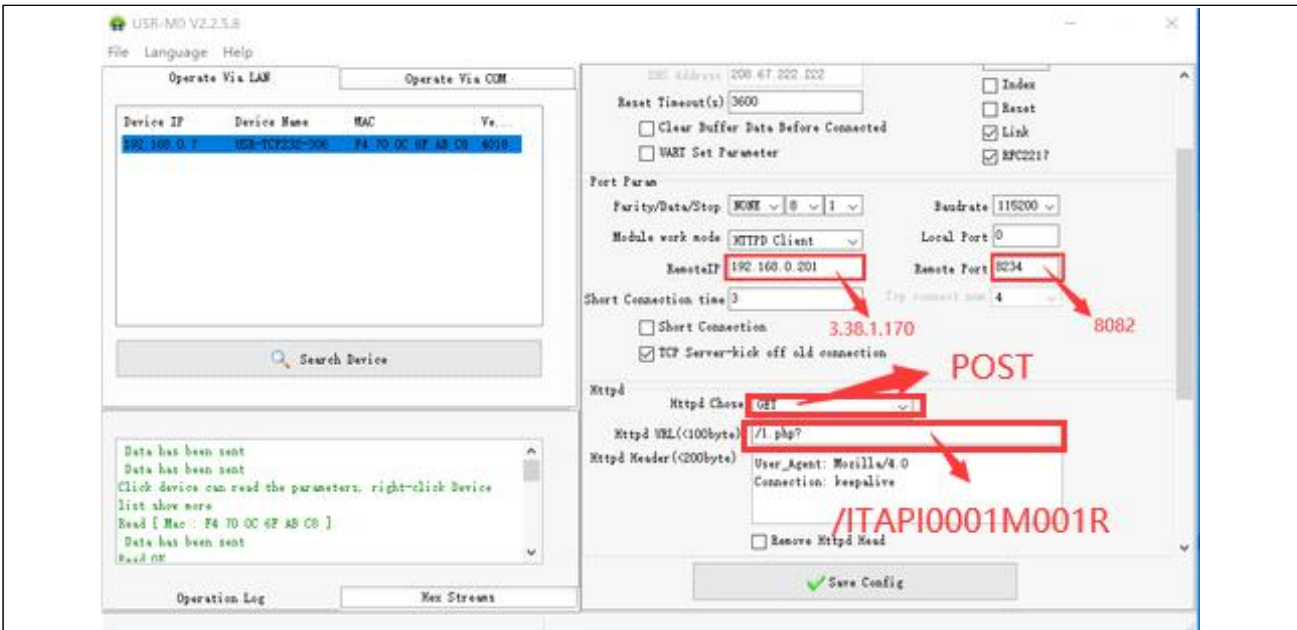 USR-M0 V2.2.5.8
File Language Help
Operate Via LAN
Operate Via COM
Device IP Device Name MAC Ve...
192.168.0.7 USR-TCP232-306 F4 70 0C 6F AB C8 4018
Search Device
Data has been sent
Data has been sent
Click device can read the parameters, right-click Device
list show more
Read [ Mac : F4 70 0C 6F AB C8 ]
Data has been sent
Read OK
Operation Log
Hex Streams
DNS Address 208.67.222.222
Index
Reset Timeout(s) 3600
Reset
Clear Buffer Data Before Connected
Link
UART Set Parameter
RFC2217
Port Param
Parity/Data/Stop NONE 8 1
Baudrate 115200
Module work mode HTTPD Client
Local Port 0
RemoteIP 192.168.0.201
Remote Port 8234
Short Connection time 3
Tcp connect num 4
Short Connection
3.38.1.170
8082
TCP Server-kick off old connection
POST
Httpd
Httpd Chose GET
Httpd URL(<100byte) /1.php?
Httpd Header(<200byte)
User_Agent: Mozilla/4.0
Connection: keepalive
/ITAPI0001M001R
Remove Httpd Head
Save Config